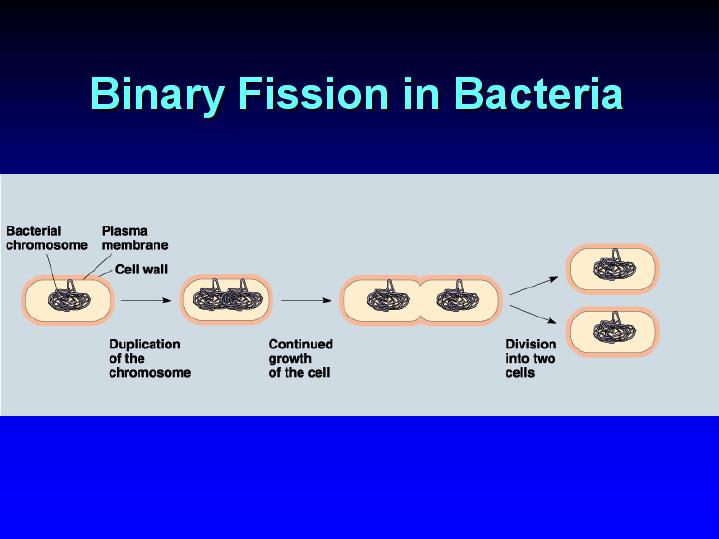 Binary Fission in Bacteria
Bacterial
chromosome
Plasma
membrane
Cell wall
Duplication
of the
chromosome
Continued
growth
of the cell
Division
into two
cells